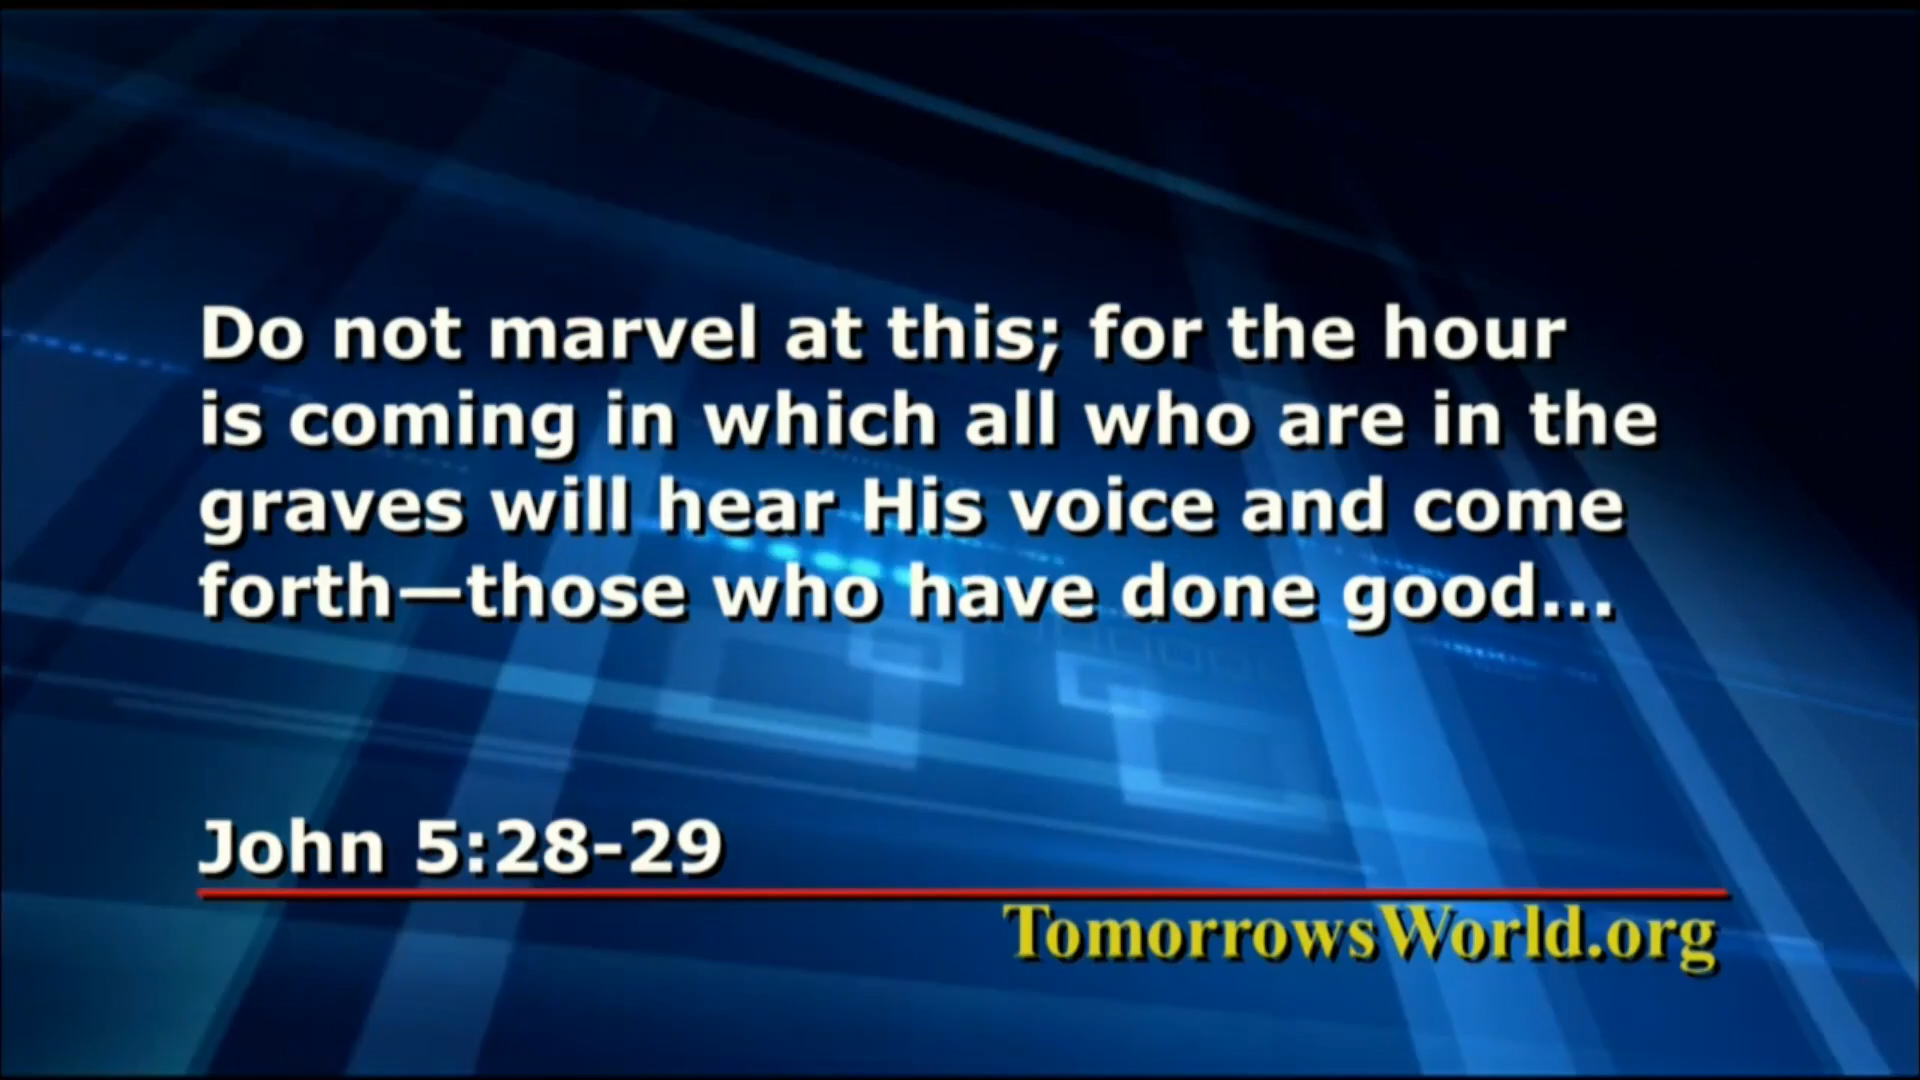 Do not marvel at this; for the hour
is coming in which all who are in the
graves will hear His voice and come
forth—those who have done good...
John 5:28-29
TomorrowsWorld.org